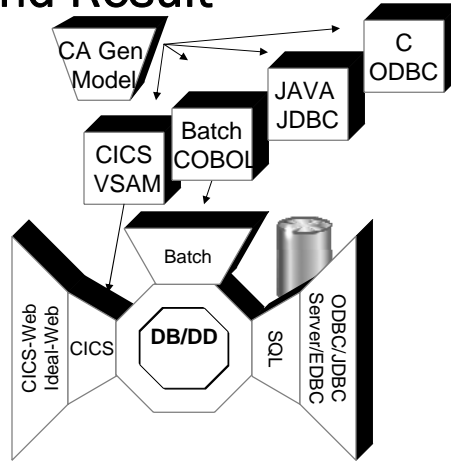 nd Result
CA Gen
Model
C
ODBC
JAVA
JDBC
Batch
COBOL
CICS
VSAM
Batch
CICS-Web
Ideal-Web
CICS
DB/DD
SQL
ODBC/JDBC
Server/EDBC